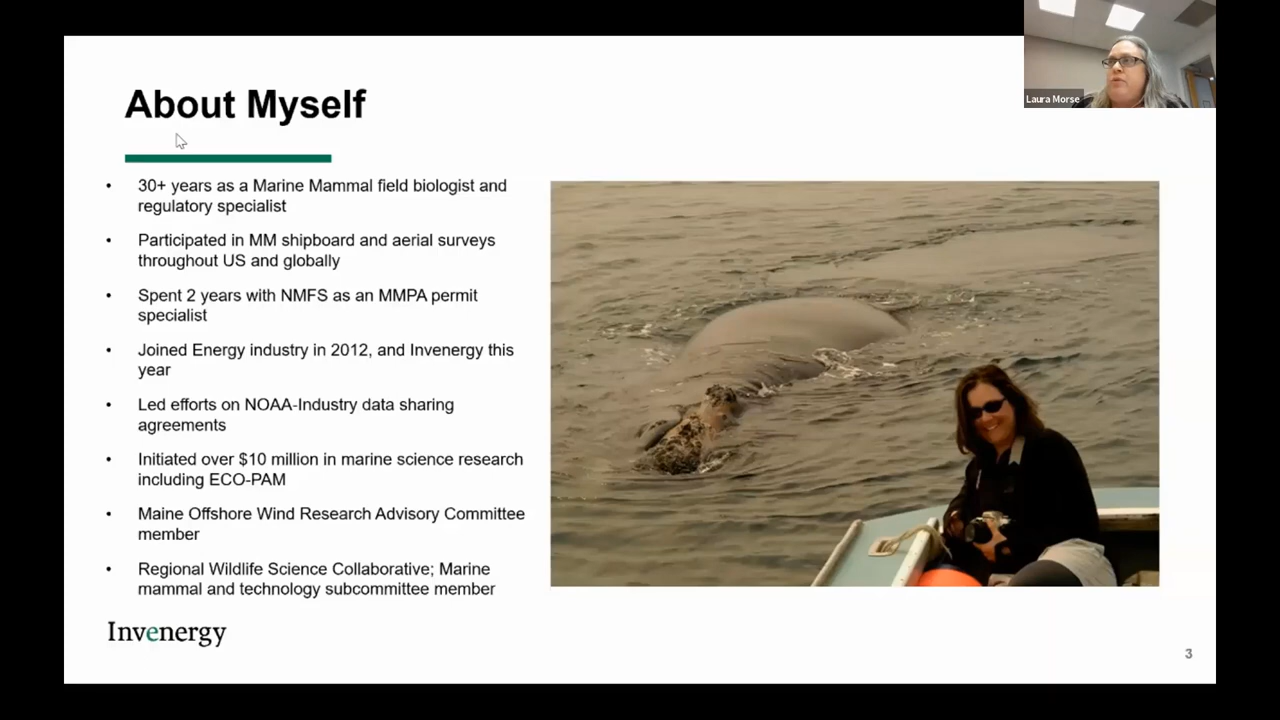 About Myself
Laura Morse
• 30+ years as a Marine Mammal field biologist and
regulatory specialist
• Participated in MM shipboard and aerial surveys
throughout US and globally
• Spent 2 years with NMFS as an MMPA permit
specialist
• Joined Energy industry in 2012, and Invenergy this
year
• Led efforts on NOAA-Industry data sharing
agreements
• Initiated over $10 million in marine science research
including ECO-PAM
• Maine Offshore Wind Research Advisory Committee
member
• Regional Wildlife Science Collaborative; Marine
mammal and technology subcommittee member
Invenergy
3